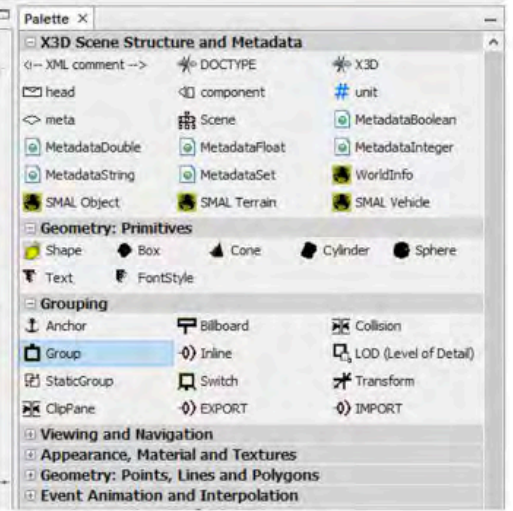 Palette ×
X3D Scene Structure and Metadata
<!-- XML comment --> DOCTYPE X3D
head component # unit
meta Scene MetadataBoolean
MetadataDouble MetadataFloat MetadataInteger
MetadataString MetadataSet WorldInfo
SMAL Object SMAL Terrain SMAL Vehicle
Geometry: Primitives
Shape Box Cone Cylinder Sphere
Text FontStyle
Grouping
Anchor Billboard Collision
Group Inline LOD (Level of Detail)
StaticGroup Switch Transform
ClipPane EXPORT IMPORT
Viewing and Navigation
Appearance, Material and Textures
Geometry: Points, Lines and Polygons
Event Animation and Interpolation